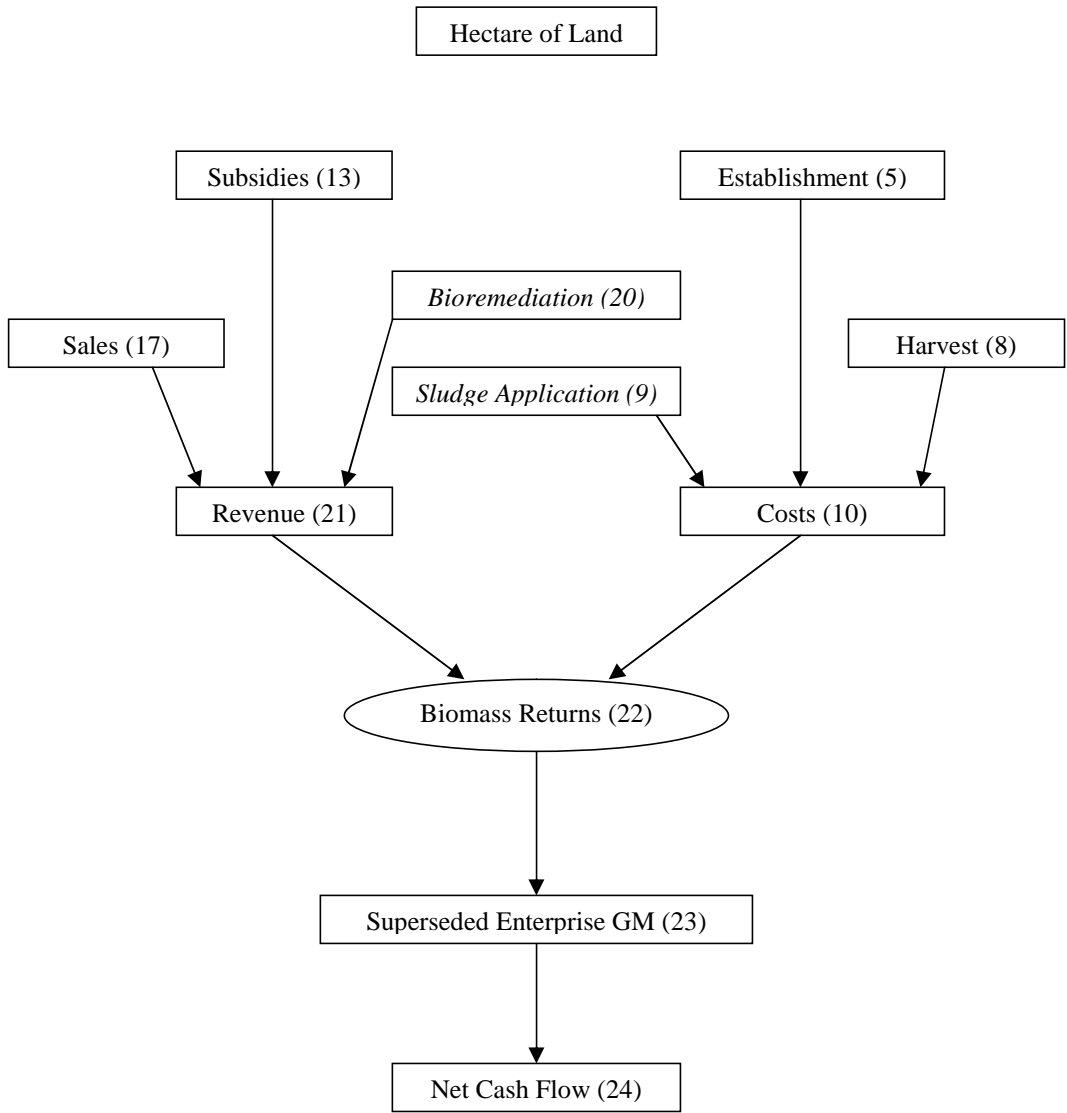 Hectare of Land
Subsidies (13)
Establishment (5)
Bioremediation (20)
Sales (17)
Harvest (8)
Sludge Application (9)
Revenue (21)
Costs (10)
Biomass Returns (22)
Superseded Enterprise GM (23)
Net Cash Flow (24)